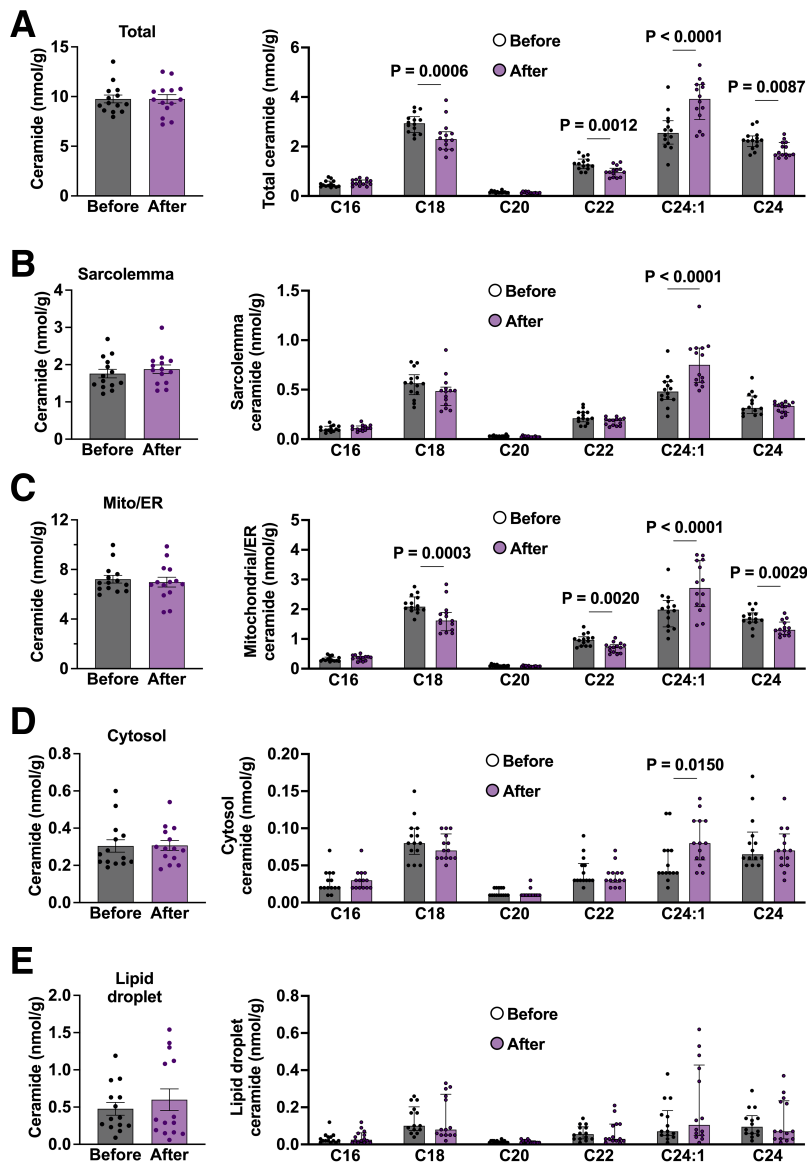 A
Total
Ceramide (nmol/g)
15
10
5
0
Before After
Total ceramide (nmol/g)
6
4
2
0
Before
After
P = 0.0006
P = 0.0012
P < 0.0001
P = 0.0087
C16 C18 C20 C22 C24:1 C24
B
Sarcolemma
Ceramide (nmol/g)
4
3
2
1
0
Before After
Sarcolemma
ceramide (nmol/g)
1.5
1.0
0.5
0.0
Before
After
P < 0.0001
C16 C18 C20 C22 C24:1 C24
C
Mito/ER
Ceramide (nmol/g)
12
8
4
0
Before After
Mitochondrial/ER
ceramide (nmol/g)
5
4
3
2
1
0
Before
After
P = 0.0003
P = 0.0020
P < 0.0001
P = 0.0029
C16 C18 C20 C22 C24:1 C24
D
Cytosol
Ceramide (nmol/g)
0.8
0.6
0.4
0.2
0.0
Before After
Cytosol
ceramide (nmol/g)
0.20
0.15
0.10
0.05
0.00
Before
After
P = 0.0150
C16 C18 C20 C22 C24:1 C24
E
Lipid
droplet
Ceramide (nmol/g)
2.0
1.5
1.0
0.5
0.0
Before After
Lipid droplet
ceramide (nmol/g)
0.8
0.6
0.4
0.2
0.0
Before
After
C16 C18 C20 C22 C24:1 C24